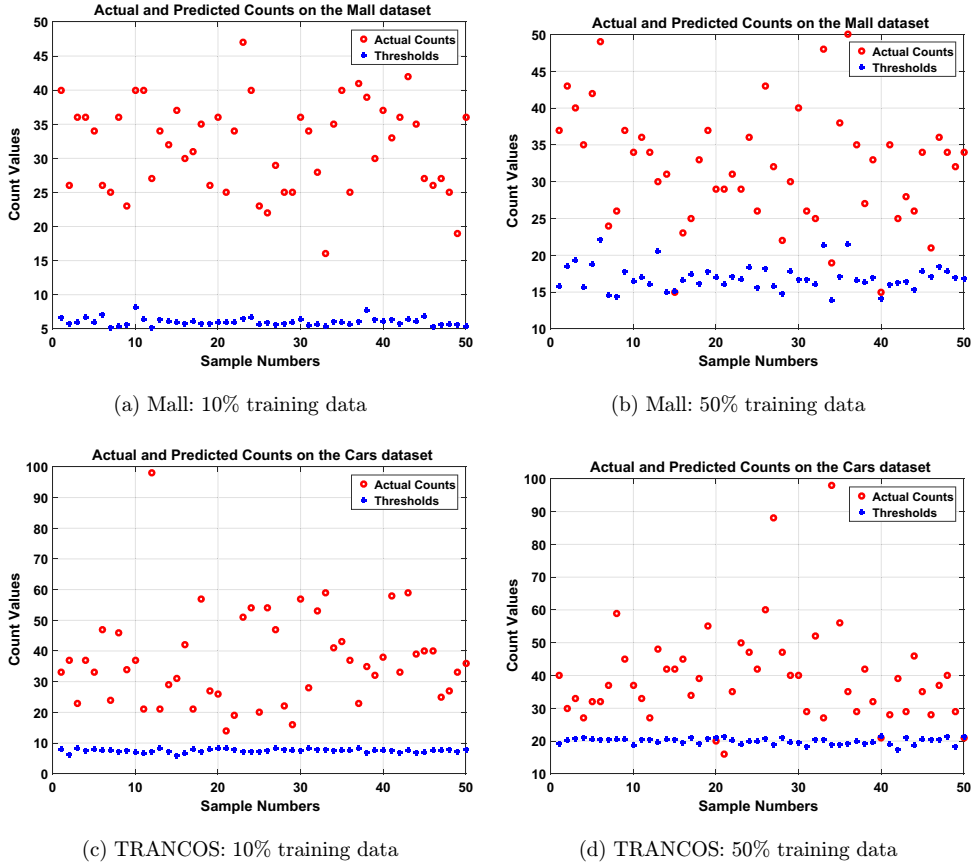 Actual and Predicted Counts on the Mall dataset
50
45
40
35
30
25
20
15
10
5
0 10 20 30 40 50
Count Values
Sample Numbers
Actual Counts
Thresholds
(a) Mall: 10% training data
Actual and Predicted Counts on the Mall dataset
50
45
40
35
30
25
20
15
10
0 10 20 30 40 50
Count Values
Sample Numbers
Actual Counts
Thresholds
(b) Mall: 50% training data
Actual and Predicted Counts on the Cars dataset
100
90
80
70
60
50
40
30
20
10
0
0 10 20 30 40 50
Count Values
Sample Numbers
Actual Counts
Thresholds
(c) TRANCOS: 10% training data
Actual and Predicted Counts on the Cars dataset
100
90
80
70
60
50
40
30
20
10
0 10 20 30 40 50
Count Values
Sample Numbers
Actual Counts
Thresholds
(d) TRANCOS: 50% training data